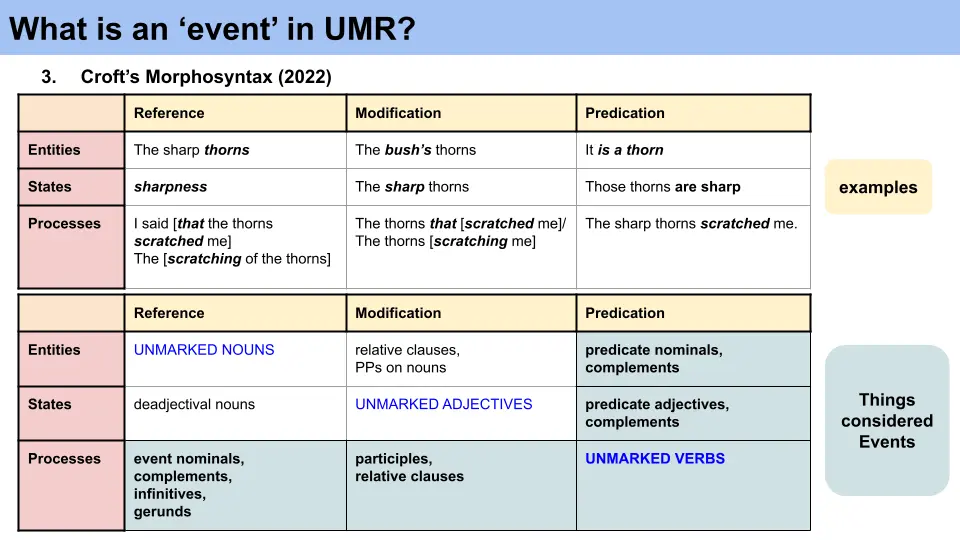 What is an ‘event’ in UMR?
3. Croft’s Morphosyntax (2022)
Reference Modification Predication
Entities The sharp thorns The bush’s thorns It is a thorn
States sharpness The sharp thorns Those thorns are sharp
Processes I said [that the thorns The thorns that [scratched me]/ The sharp thorns scratched me.
scratched me] The thorns [scratching me]
The [scratching of the thorns]
examples
Reference Modification Predication
Entities UNMARKED NOUNS relative clauses, predicate nominals,
PPs on nouns complements
States deadjectival nouns UNMARKED ADJECTIVES predicate adjectives,
complements
Processes event nominals, participles, UNMARKED VERBS
complements, relative clauses
infinitives,
gerunds
Things
considered
Events